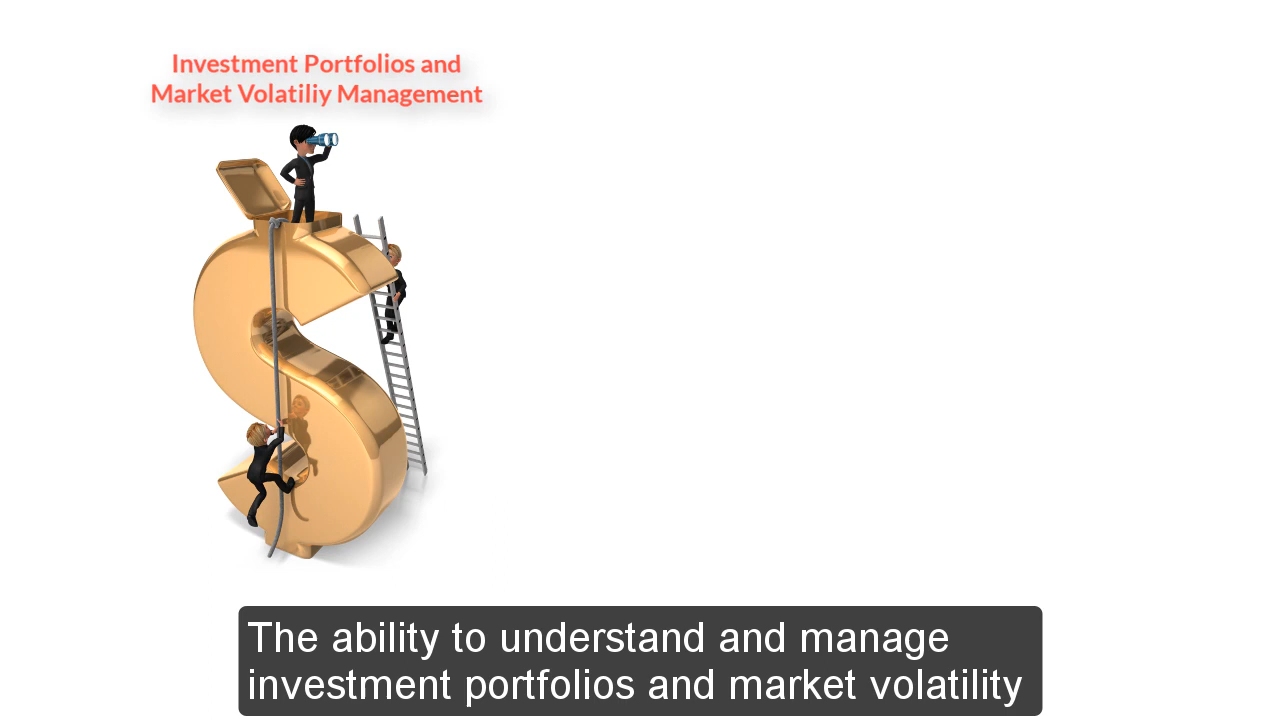 Investment Portfolios and
Market Volatiliy Management
The ability to understand and manage
investment portfolios and market volatility